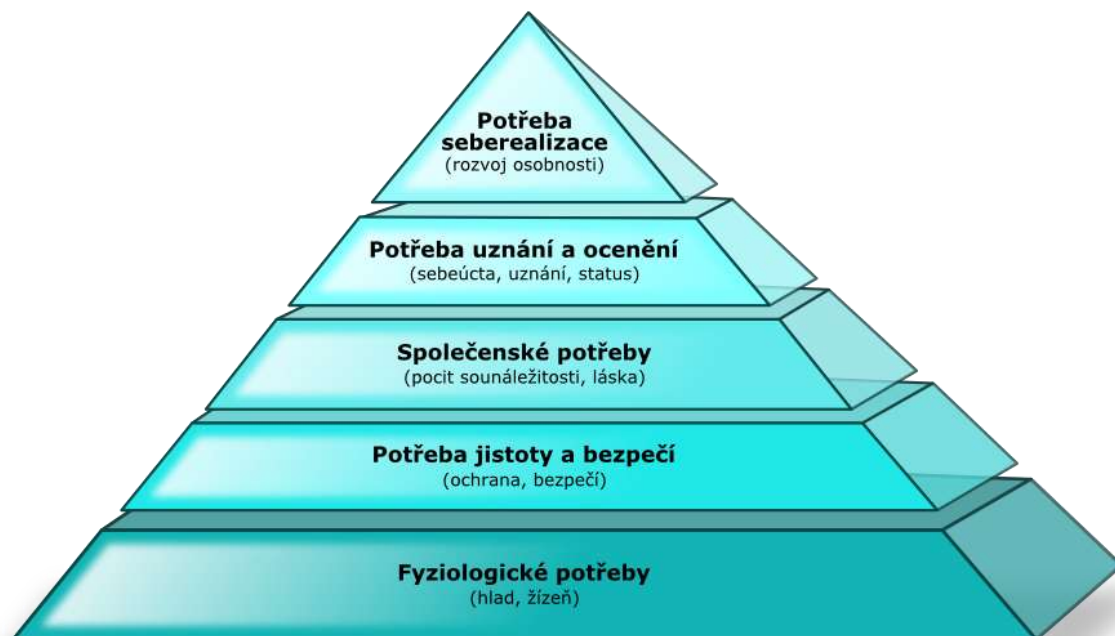 Potřeba
seberealizace
(rozvoj osobnosti)
Potřeba uznání a ocenění
(sebeúcta, uznání, status)
Společenské potřeby
(pocit sounáležitosti, láska)
Potřeba jistoty a bezpečí
(ochrana, bezpečí)
Fyziologické potřeby
(hlad, žízeň)